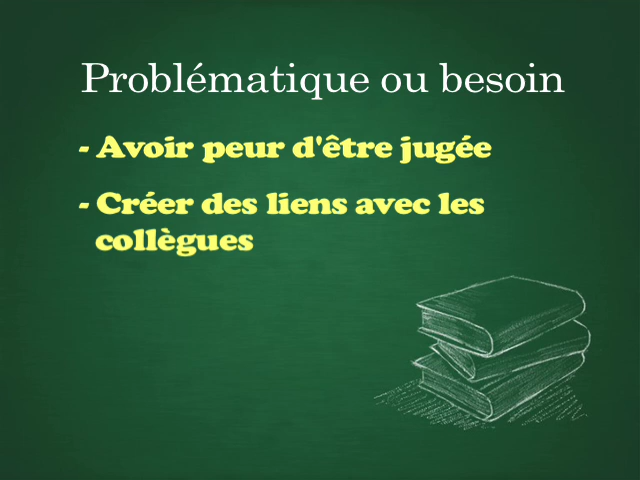 Problématique ou besoin
- Avoir peur d'être jugée
- Créer des liens avec les
collègues